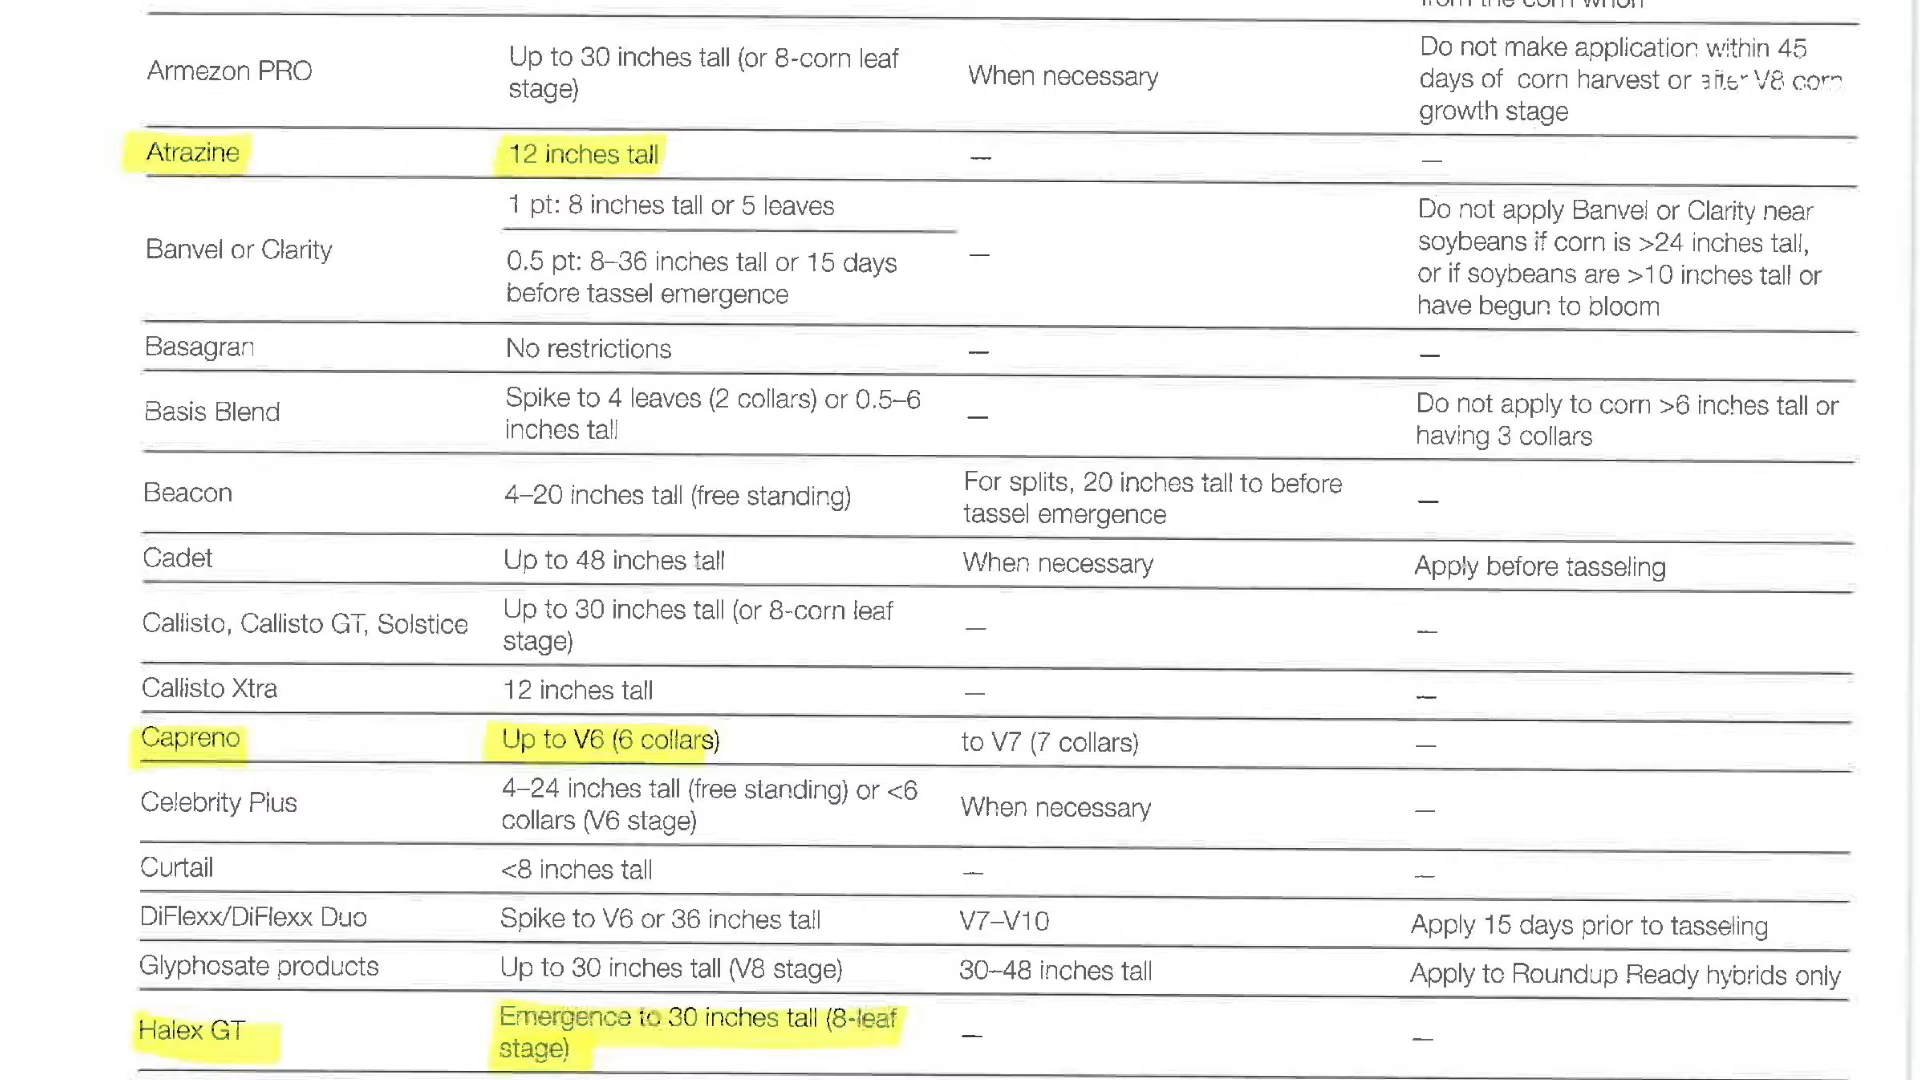 Armezon PRO
Up to 30 inches tall (or 8-corn leaf
stage)
When necessary
Do not make application within 45
days of corn harvest or after V8 corn
growth stage
Atrazine
12 inches tall
—
—
Banvel or Clarity
1 pt: 8 inches tall or 5 leaves
0.5 pt: 8–36 inches tall or 15 days
before tassel emergence
—
Do not apply Banvel or Clarity near
soybeans if corn is >24 inches tall,
or if soybeans are >10 inches tall or
have begun to bloom
Basagran
No restrictions
—
—
Basis Blend
Spike to 4 leaves (2 collars) or 0.5–6
inches tall
—
Do not apply to corn >6 inches tall or
having 3 collars
Beacon
4–20 inches tall (free standing)
For splits, 20 inches tall to before
tassel emergence
—
Cadet
Up to 48 inches tall
When necessary
Apply before tasseling
Callisto, Callisto GT, Solstice
Up to 30 inches tall (or 8-corn leaf
stage)
—
—
Callisto Xtra
12 inches tall
—
—
Capreno
Up to V6 (6 collars)
to V7 (7 collars)
—
Celebrity Plus
4–24 inches tall (free standing) or <6
collars (V6 stage)
When necessary
—
Curtail
<8 inches tall
—
—
DiFlexx/DiFlexx Duo
Spike to V6 or 36 inches tall
V7–V10
Apply 15 days prior to tasseling
Glyphosate products
Up to 30 inches tall (V8 stage)
30–48 inches tall
Apply to Roundup Ready hybrids only
Halex GT
Emergence to 30 inches tall (8-leaf
stage)
—
—